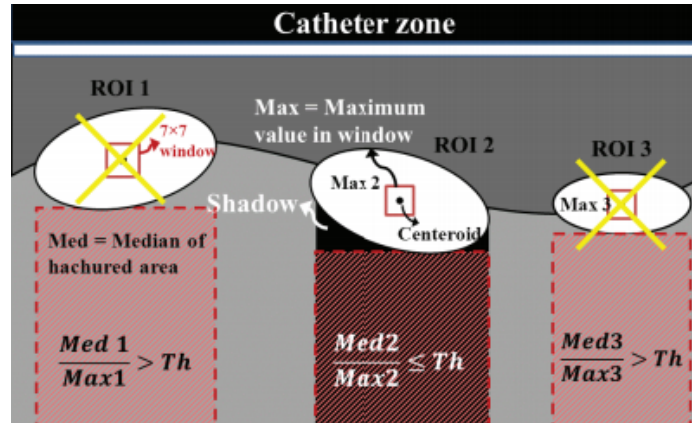 Catheter zone
ROI 1
7×7
window
Max = Maximum
value in window
ROI 2
ROI 3
Max 2
Max 3
Shadow
Centeroid
Med = Median of
hachured area
Med 1
Max1 > Th
Med2
Max2 ≤ Th
Med3
Max3 > Th